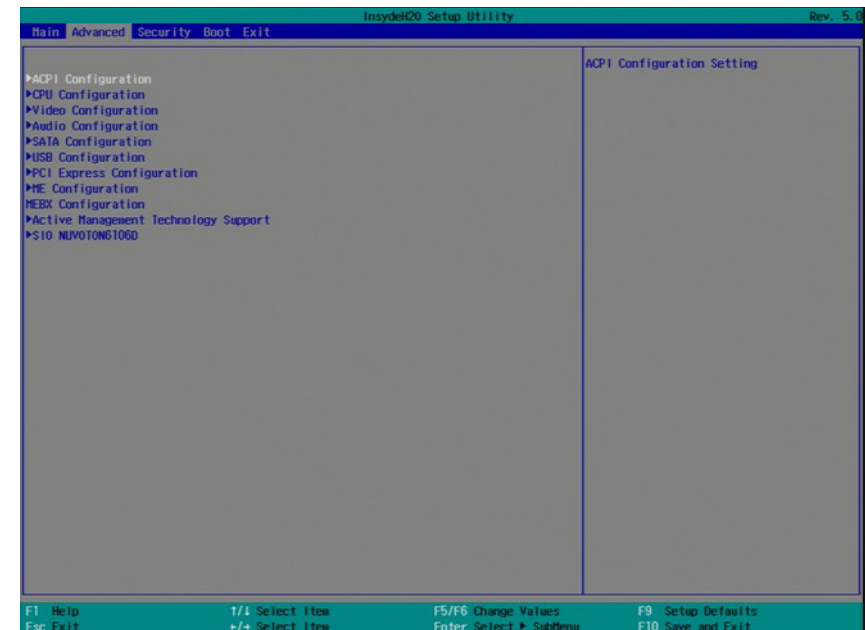 InsydeH20 Setup Utility Rev. 5.0
Main Advanced Security Boot Exit
ACPI Configuration Setting
▶ACPI Configuration
▶CPU Configuration
▶Video Configuration
▶Audio Configuration
▶SATA Configuration
▶USB Configuration
▶PCI Express Configuration
▶ME Configuration
MEBX Configuration
▶Active Management Technology Support
▶SIO NUVOTON6106D
F1 Help ↑/↓ Select Item F5/F6 Change Values F9 Setup Defaults
Esc Exit ←/→ Select Item Enter Select ▶ SubMenu F10 Save and Exit